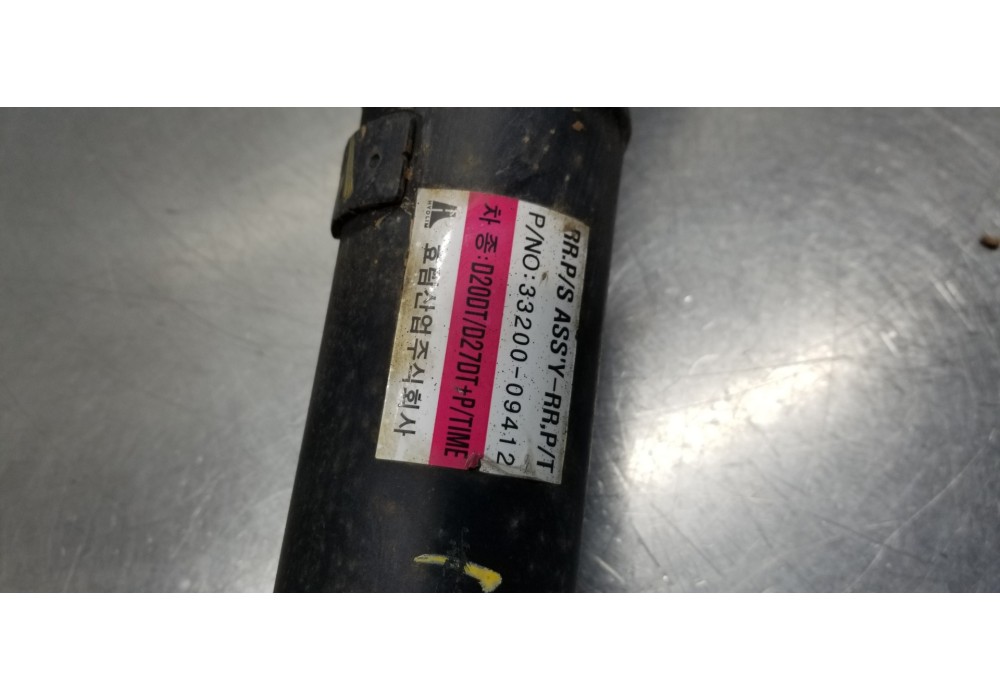 RR.P/S ASS'Y-RR,P/T
P/NO:33200-09412
차 종:D20DT/D27DT+P/TIME
HYOLIM
효림산업주식회사